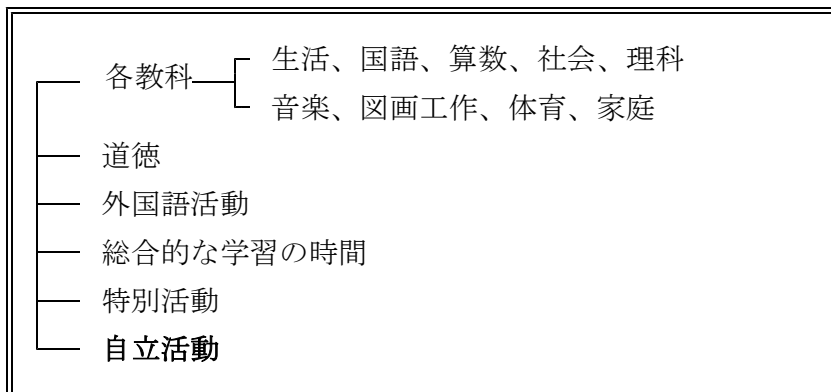 各教科
生活、国語、算数、社会、理科
音楽、図画工作、体育、家庭
道徳
外国語活動
総合的な学習の時間
特別活動
自立活動